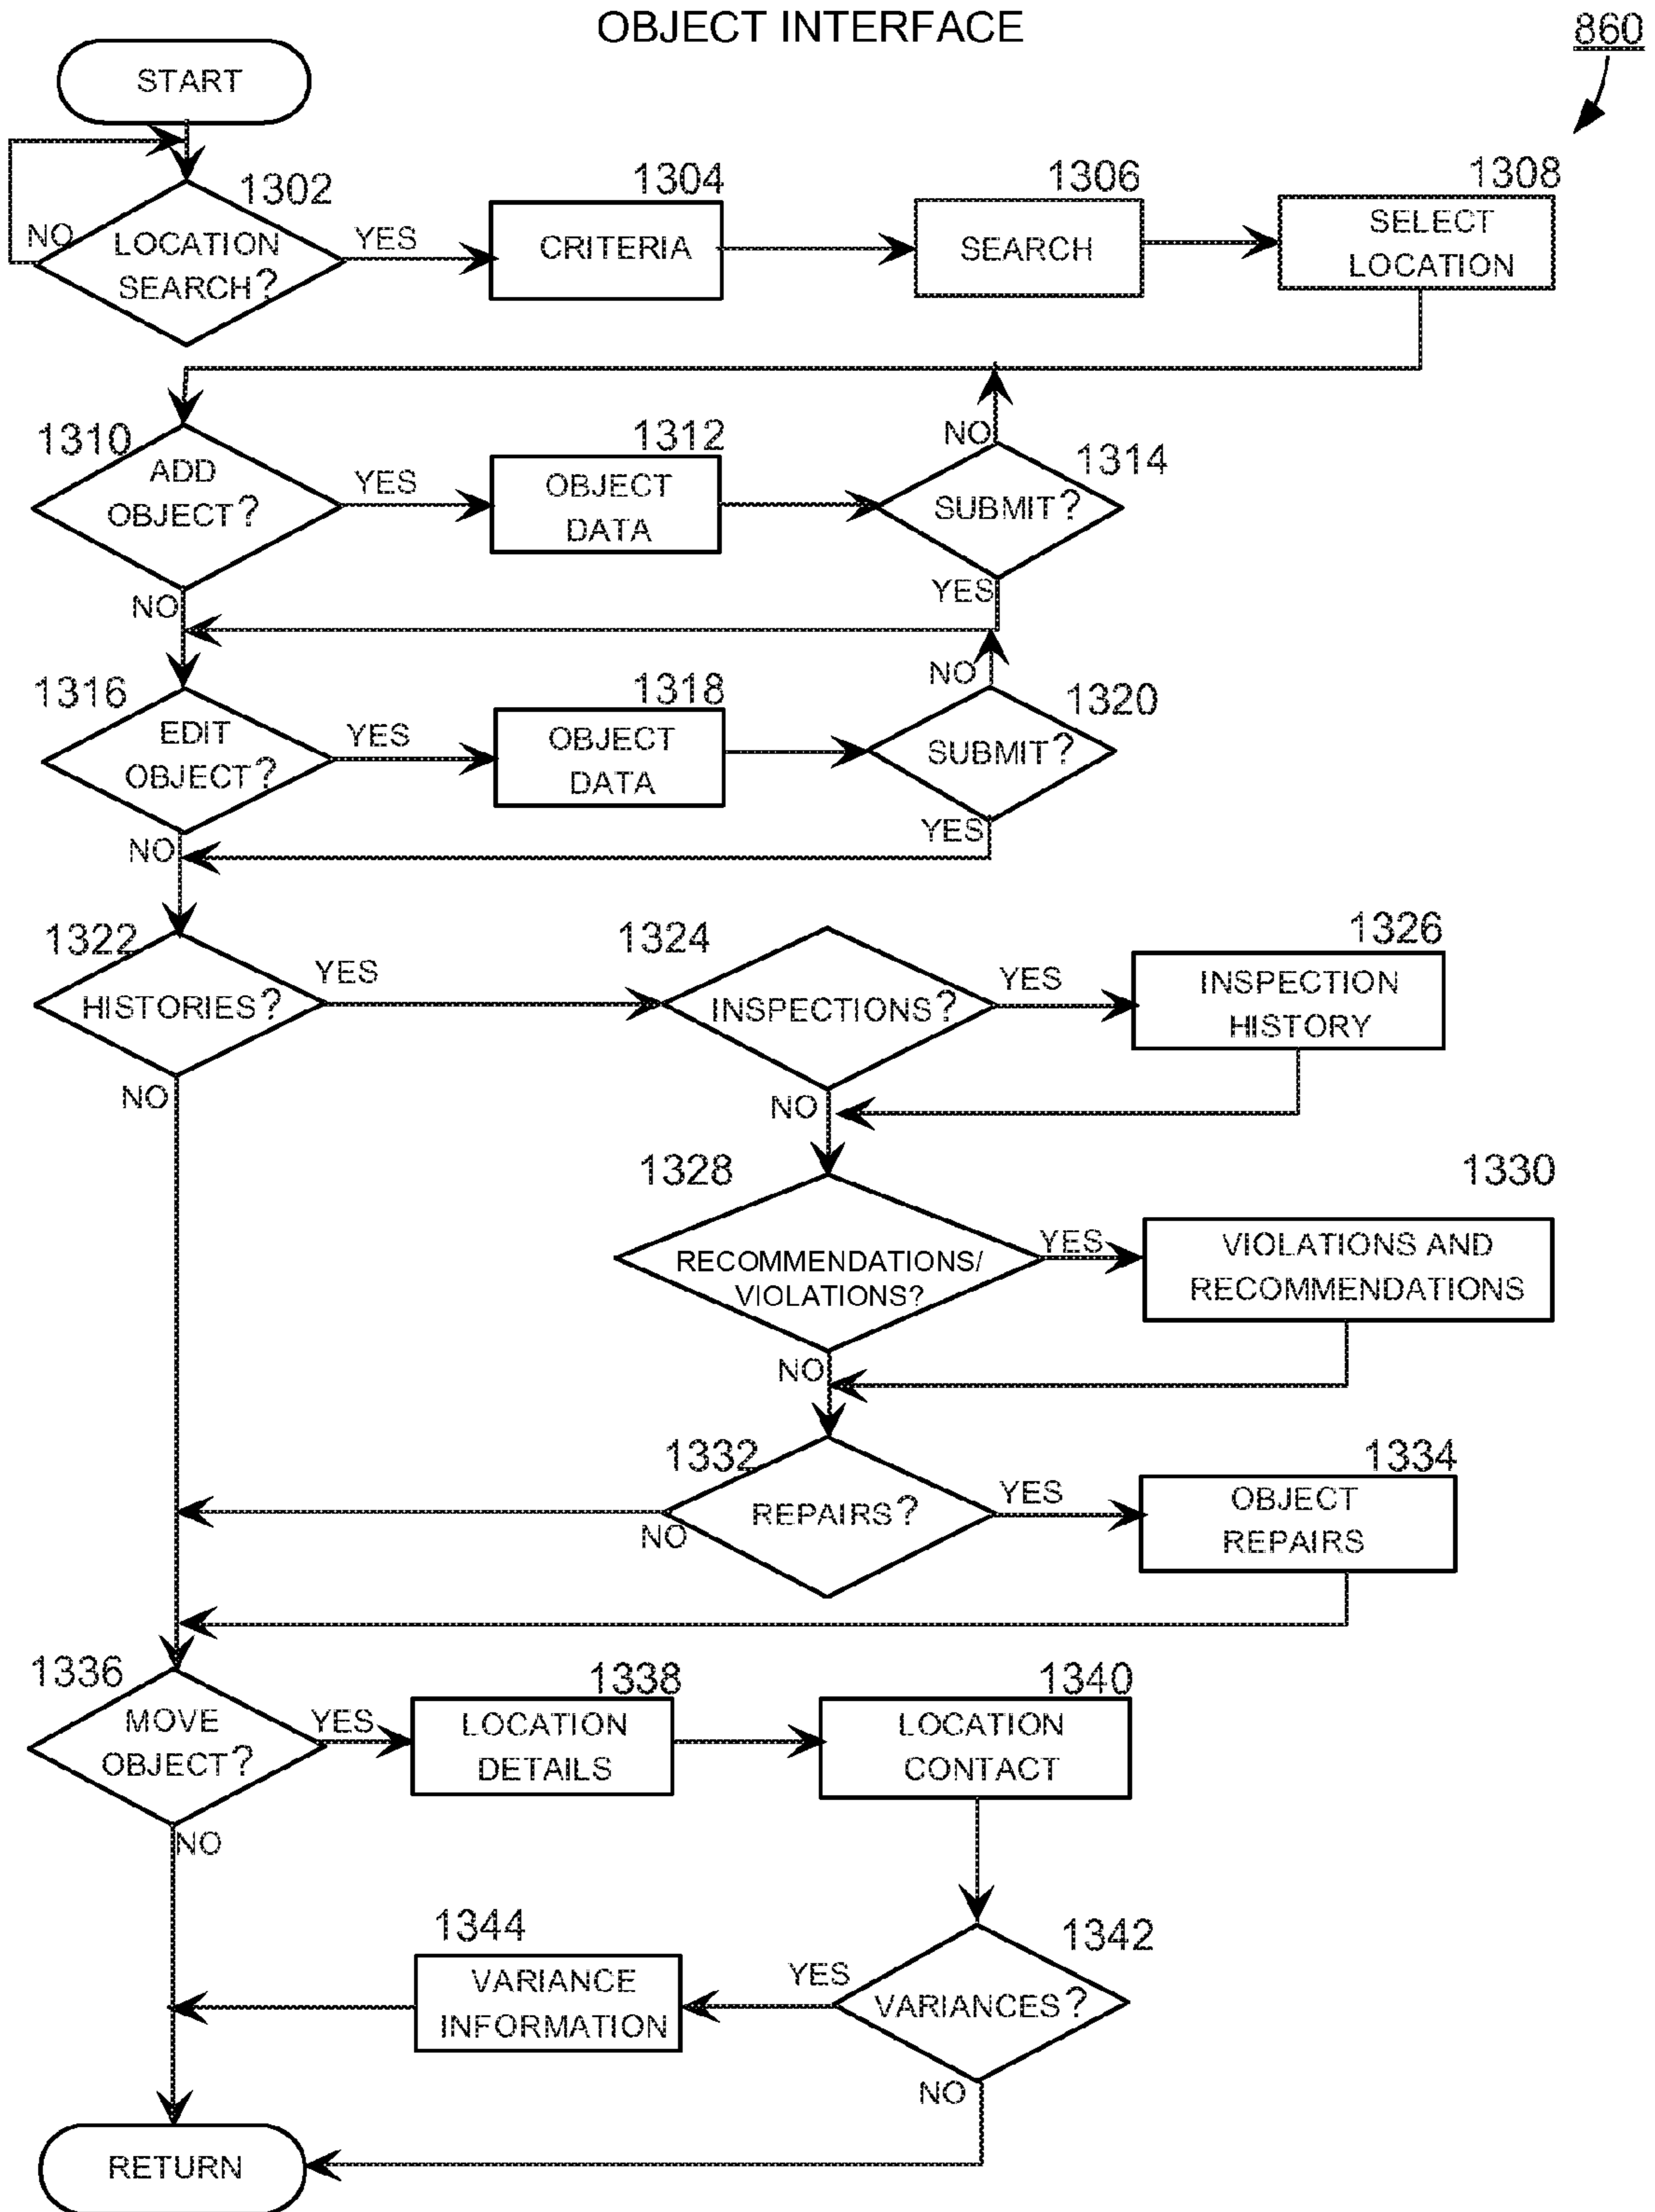 OBJECT INTERFACE
860
START
1302
LOCATION
SEARCH?
NO
YES
1304
CRITERIA
1306
SEARCH
1308
SELECT
LOCATION
1310
ADD
OBJECT?
YES
NO
1312
OBJECT
DATA
1314
SUBMIT?
NO
YES
1316
EDIT
OBJECT?
YES
NO
1318
OBJECT
DATA
1320
SUBMIT?
NO
YES
1322
HISTORIES?
YES
NO
1324
INSPECTIONS?
YES
NO
1326
INSPECTION
HISTORY
1328
RECOMMENDATIONS/
VIOLATIONS?
YES
NO
1330
VIOLATIONS AND
RECOMMENDATIONS
1332
REPAIRS?
YES
NO
1334
OBJECT
REPAIRS
1336
MOVE
OBJECT?
YES
NO
1338
LOCATION
DETAILS
1340
LOCATION
CONTACT
1342
VARIANCES?
YES
NO
1344
VARIANCE
INFORMATION
RETURN